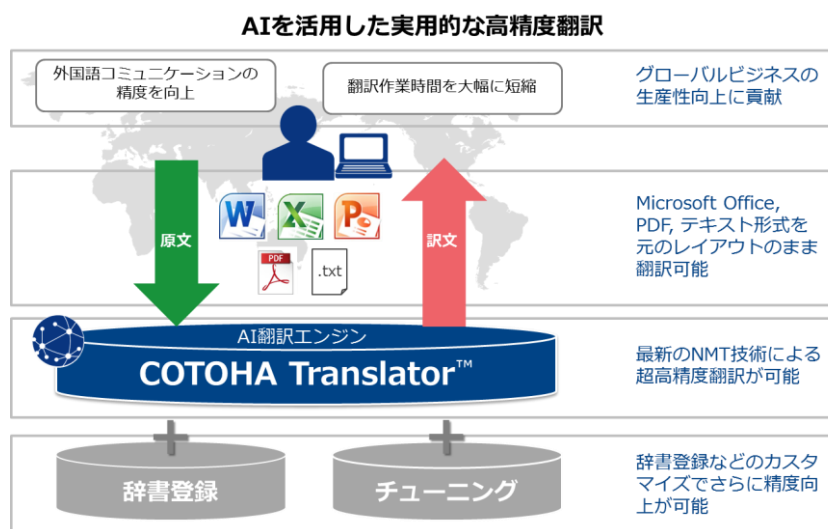 AIを活用した実用的な高精度翻訳
外国語コミュニケーションの
精度を向上
翻訳作業時間を大幅に短縮
グローバルビジネスの
生産性向上に貢献
原文
W
X
P
PDF
.txt
訳文
Microsoft Office,
PDF, テキスト形式を
元のレイアウトのまま
翻訳可能
AI翻訳エンジン
COTOHA Translator™
最新のNMT技術による
超高精度翻訳が可能
辞書登録
チューニング
辞書登録などのカスタ
マイズでさらに精度向
上が可能